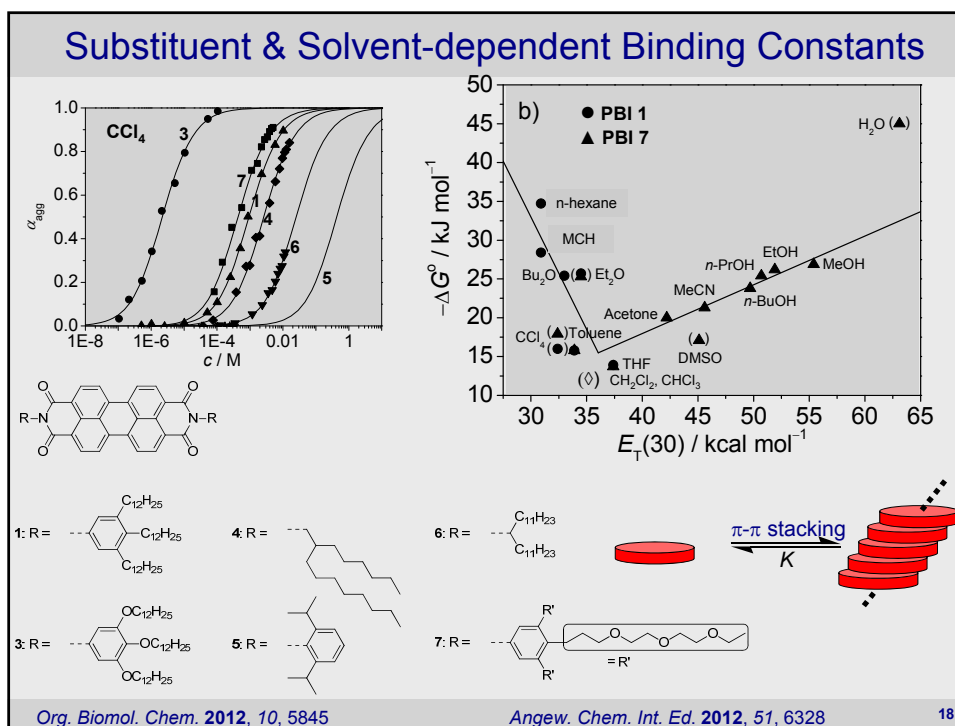 Substituent & Solvent-dependent Binding Constants
CCl4
3
7
1
4
6
5
αagg
1.0
0.8
0.6
0.4
0.2
0.0
1E-8 1E-6 1E-4 0.01 1
c / M
b)
PBI 1
PBI 7
H2O ( )
n-hexane
MCH
Bu2O ( ) Et2O
n-PrOH EtOH MeOH
MeCN n-BuOH
Acetone
CCl4 ( ) Toluene
( ) DMSO
THF
(◊) CH2Cl2, CHCl3
−ΔG° / kJ mol−1
50
45
40
35
30
25
20
15
10
30 35 40 45 50 55 60 65
ET(30) / kcal mol−1
R-N N-R
O O
O O
1: R =
C12H25
C12H25
C12H25
4: R =
6: R =
C11H23
C11H23
π-π stacking
K
3: R =
OC12H25
OC12H25
OC12H25
5: R =
7: R =
R'
R'
O O O
= R'
Org. Biomol. Chem. 2012, 10, 5845
Angew. Chem. Int. Ed. 2012, 51, 6328
18